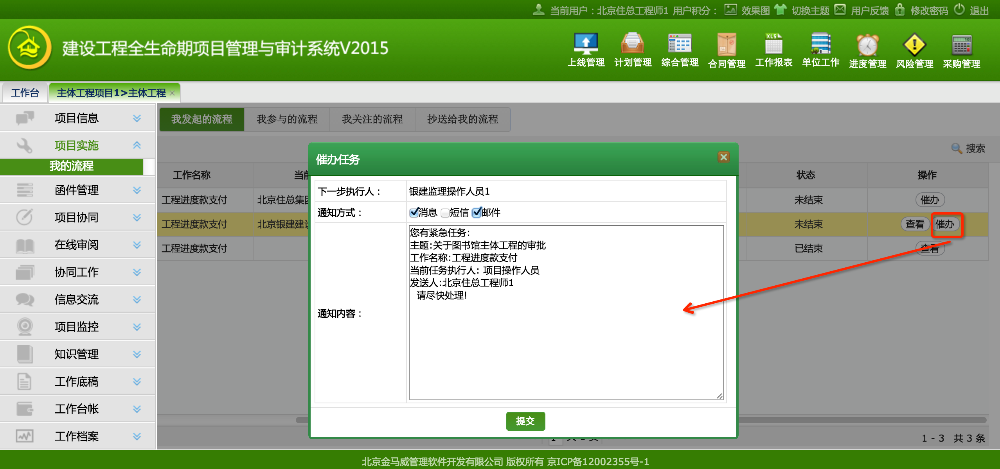 当前用户：北京住总工程师1 用户积分： 效果图 切换主题 用户反馈 修改密码 退出
建设工程全生命期项目管理与审计系统V2015
上线管理 计划管理 综合管理 合同管理 工作报表 单位工作 进度管理 风险管理 采购管理
工作台 主体工程项目1>主体工程
项目信息
项目实施
我的流程
函件管理
项目协同
在线审阅
协同工作
信息交流
项目监控
知识管理
工作底稿
工作台帐
工作档案
我发起的流程 我参与的流程 我关注的流程 抄送给我的流程
搜索
工作名称 当前 状态 操作
工程进度款支付 北京住总集团 未结束 催办
工程进度款支付 北京银建建设 未结束 查看 催办
工程进度款支付 已结束 查看
催办任务
下一步执行人： 银建监理操作人员1
通知方式： 消息 短信 邮件
通知内容：
您有紧急任务:
主题:关于图书馆主体工程的审批
工作名称:工程进度款支付
当前任务执行人: 项目操作人员
发送人:北京住总工程师1
请尽快处理!
提交
1 - 3 共 3 条
北京金马威管理软件开发有限公司 版权所有 京ICP备12002355号-1